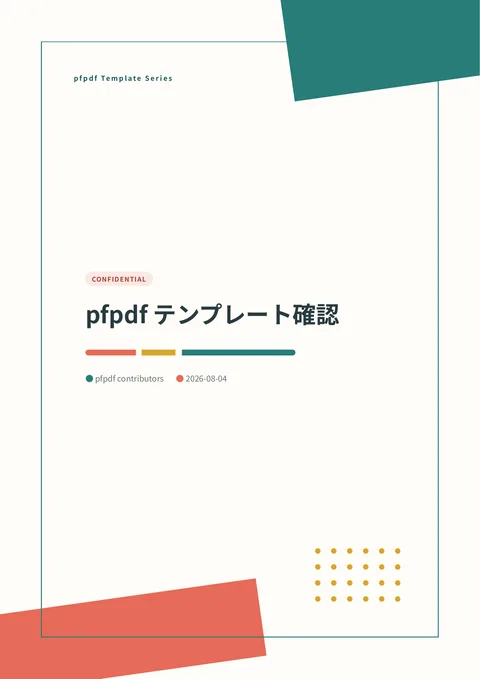 pfpdf Template Series
CONFIDENTIAL
pfpdf テンプレート確認
pfpdf contributors 2026-08-04